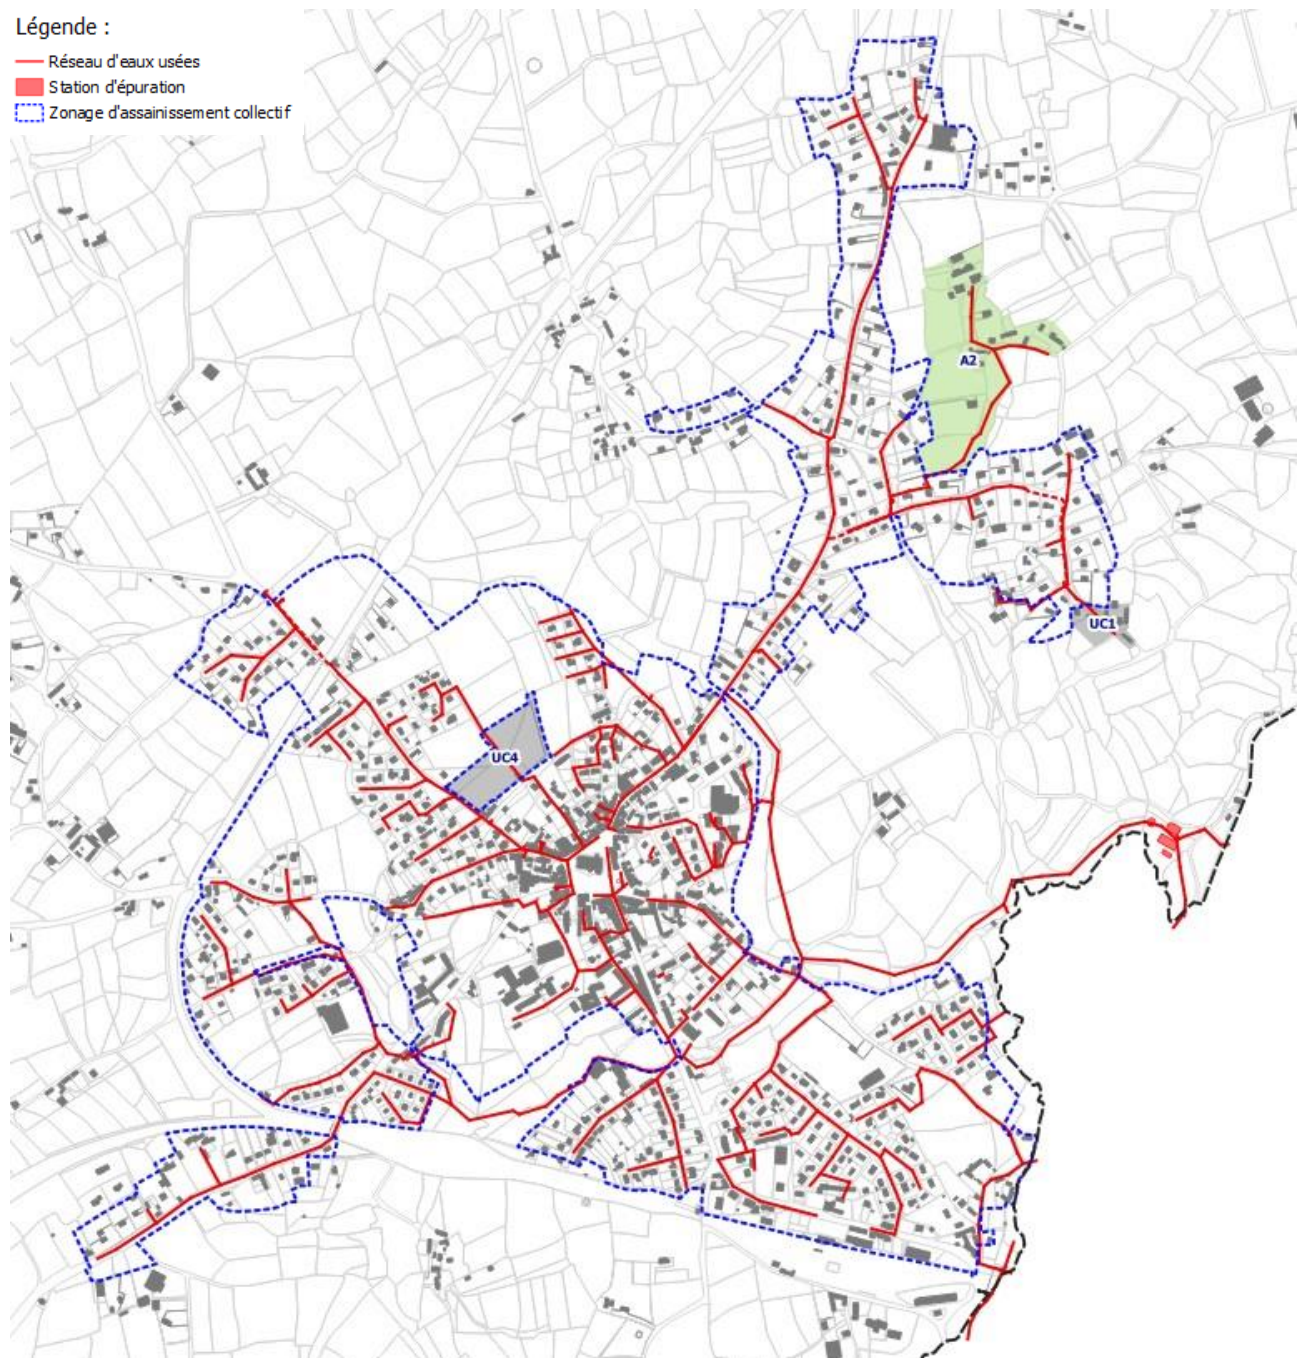 Légende :
Réseau d'eaux usées
Station d'épuration
Zonage d'assainissement collectif
A2
UC1
UC4